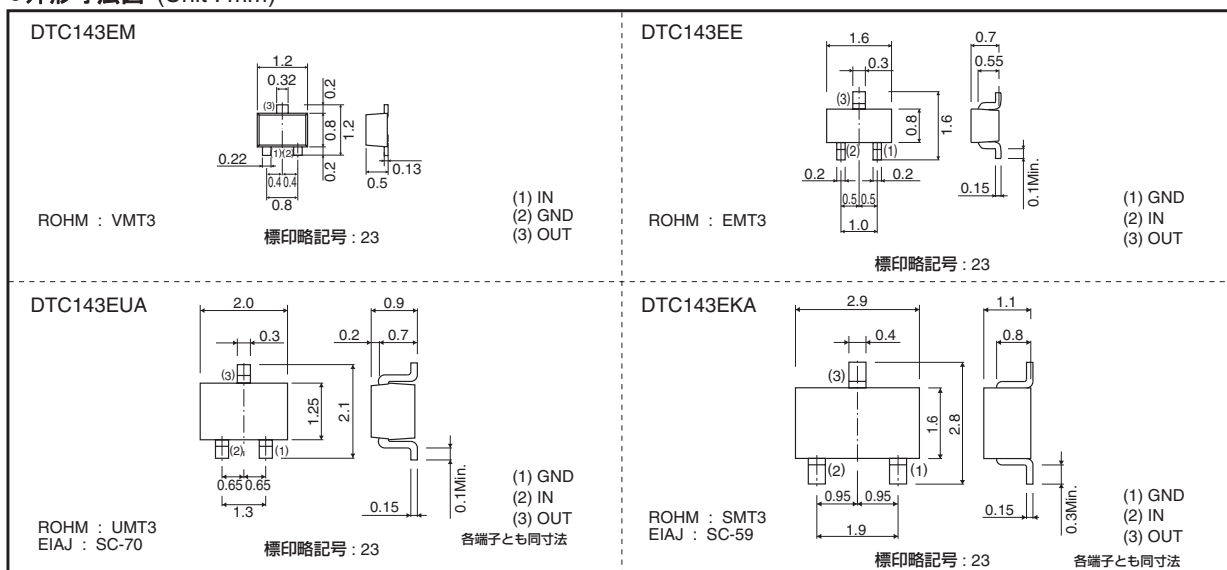 (Unit : mm)
DTC143EM
1.2
0.32
0.2
(3)
0.8
1.2
0.22
(1)
(2)
0.2
0.4
0.4
0.8
0.13
0.5
(1) IN
(2) GND
(3) OUT
ROHM : VMT3
標印略記号 : 23
DTC143EE
1.6
0.3
(3)
0.8
1.6
(2)
(1)
0.2
0.2
0.5
0.5
1.0
0.7
0.55
0.15
0.1Min.
(1) GND
(2) IN
(3) OUT
ROHM : EMT3
標印略記号 : 23
DTC143EUA
2.0
0.3
(3)
1.25
2.1
(2)
(1)
0.65
0.65
1.3
0.9
0.2
0.7
0.15
0.1Min.
(1) GND
(2) IN
(3) OUT
各端子とも同寸法
ROHM : UMT3
EIAJ : SC-70
標印略記号 : 23
DTC143EKA
2.9
0.4
(3)
1.6
2.8
(2)
(1)
0.95
0.95
1.9
1.1
0.8
0.15
0.3Min.
(1) GND
(2) IN
(3) OUT
各端子とも同寸法
ROHM : SMT3
EIAJ : SC-59
標印略記号 : 23